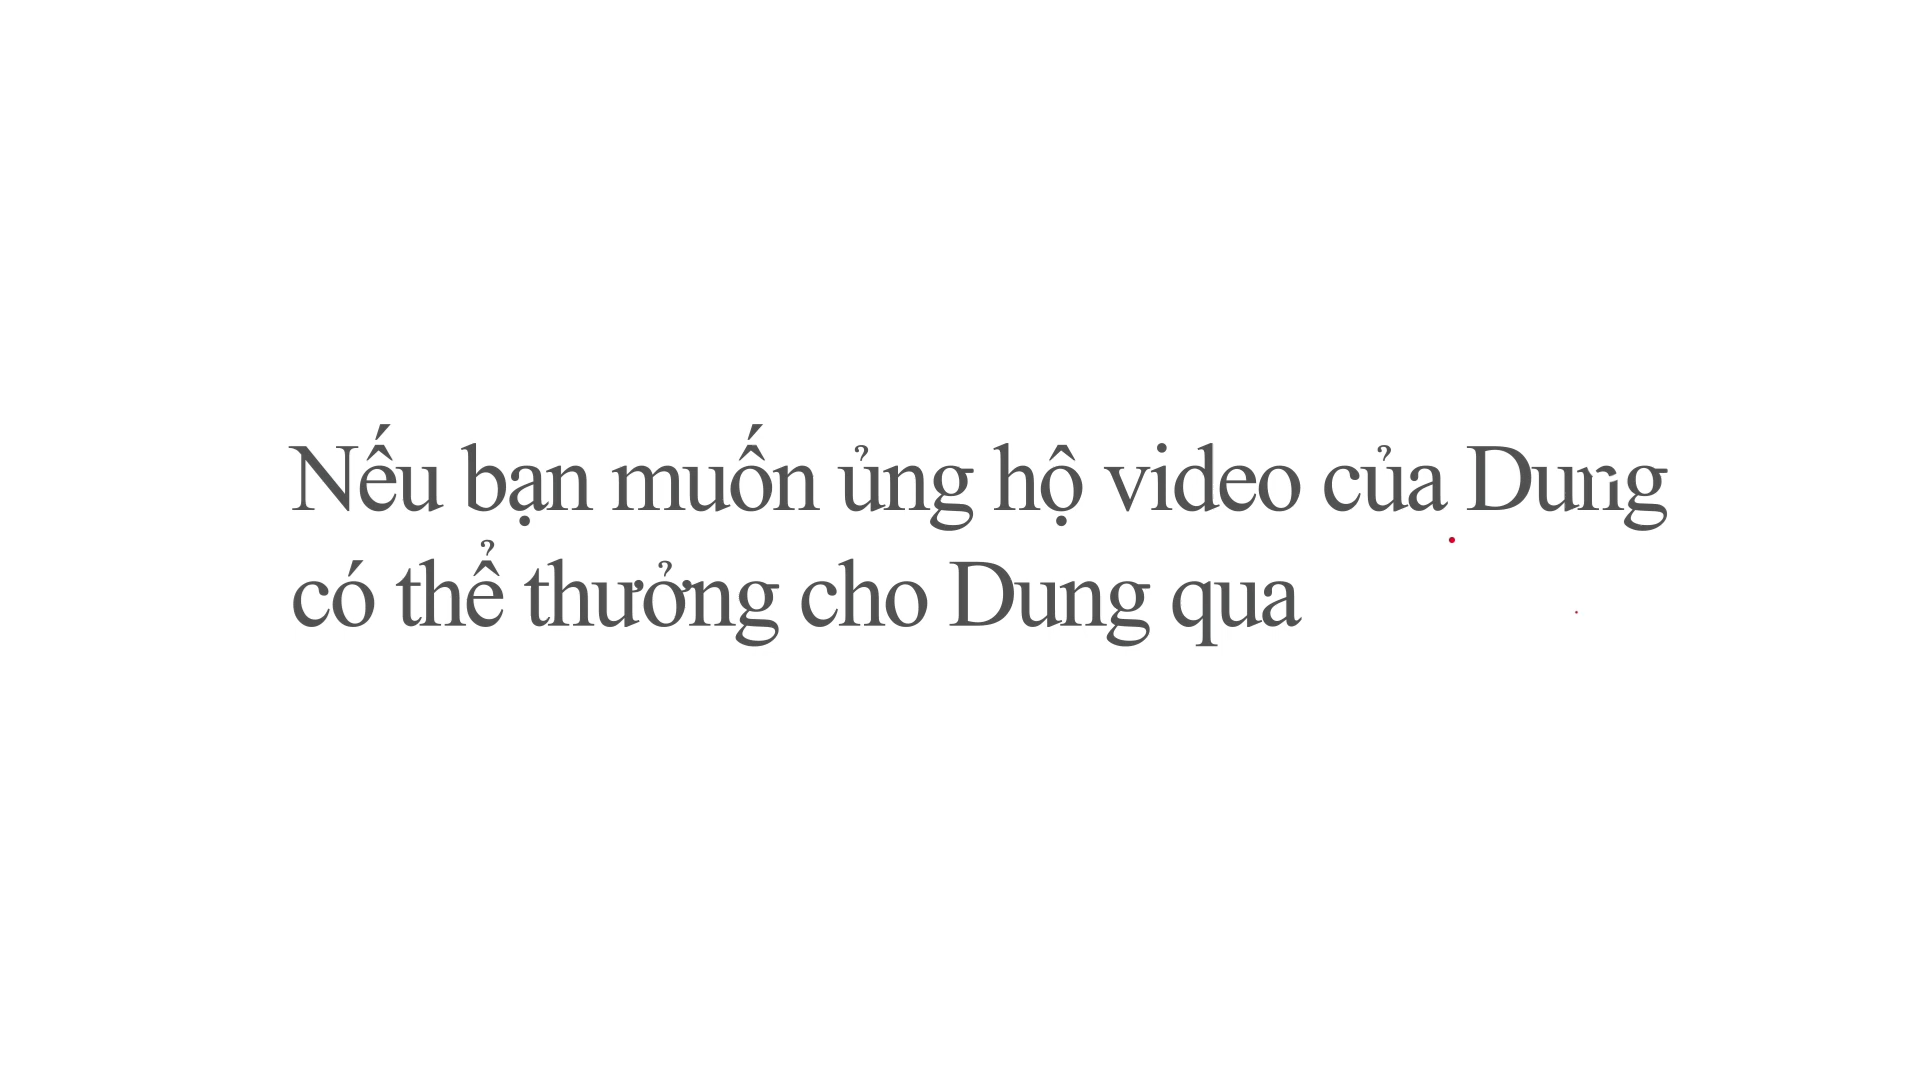 Nếu bạn muốn ủng hộ video của Dung
có thể thưởng cho Dung qua